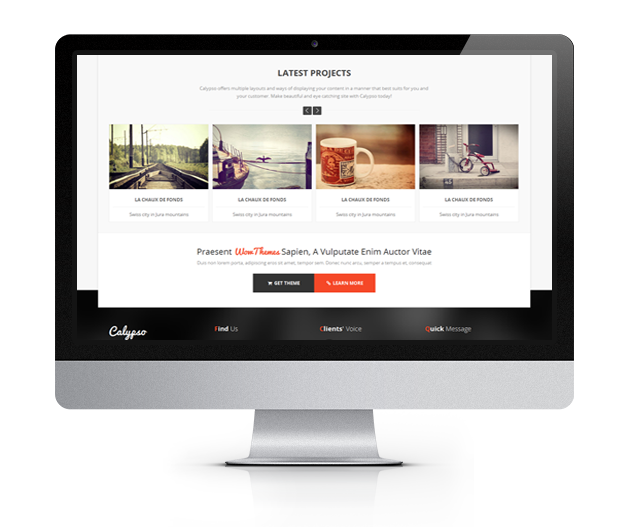 LATEST PROJECTS
Calypso offers multiple layouts and ways of displaying your content in a manner that best suits for you and
your customer. Make beautiful and eye catching site with Calypso today!
LA CHAUX DE FONDS
LA CHAUX DE FONDS
LA CHAUX DE FONDS
LA CHAUX DE FONDS
Swiss city in Jura mountains
Swiss city in Jura mountains
Swiss city in Jura mountains
Swiss city in Jura mountains
Praesent WowThemes Sapien, A Vulputate Enim Auctor Vitae
Duis non lorem porta, adipiscing eros sit amet, tempor sem. Donec nunc arcu, semper a tempus et, consequat
GET THEME
LEARN MORE
Calypso
Find Us
Clients' Voice
Quick Message